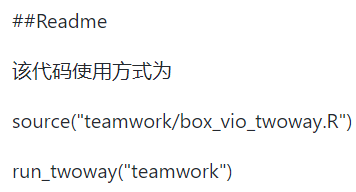 ##Readme
该代码使用方式为
source("teamwork/box_vio_twoway.R")
run_twoway("teamwork")